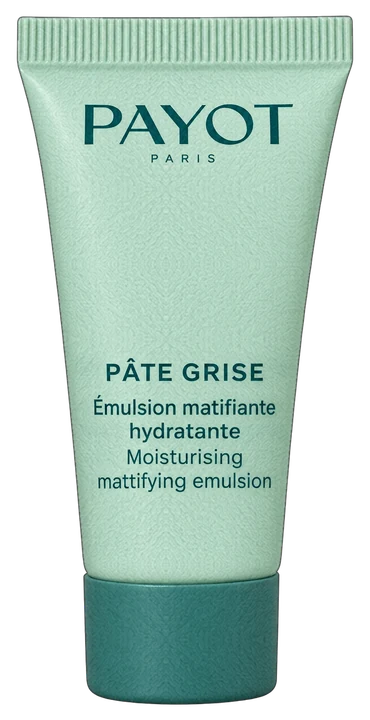 PAYOT
PARIS
PÂTE GRISE
Émulsion matifiante
hydratante
Moisturising
mattifying emulsion